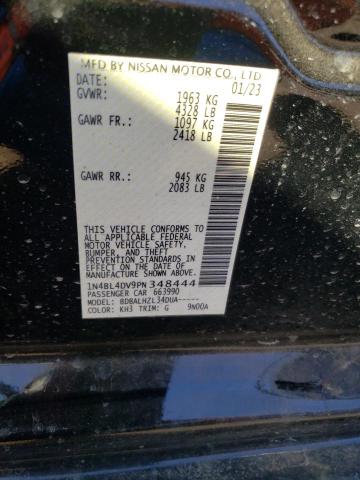 MFD BY NISSAN MOTOR CO., LTD
DATE: 01/23
GVWR: 1963 KG
4328 LB
GAWR FR.: 1097 KG
2418 LB
GAWR RR.: 945 KG
2083 LB
THIS VEHICLE CONFORMS TO
ALL APPLICABLE FEDERAL
MOTOR VEHICLE SAFETY,
BUMPER, AND THEFT
PREVENTION STANDARDS
IN EFFECT ON THE DATE OF
MANUFACTURE SHOWN ABOVE.
1N4BL4DV9PN348444
PASSENGER CAR 663990
MODEL: BDBALHZL34DUA-----
COLOR: KH3 TRIM: G 9N00A